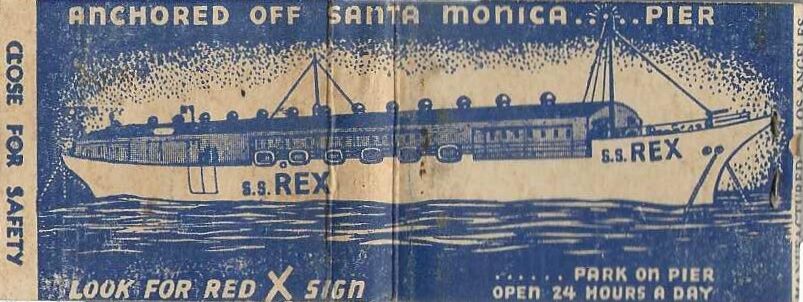 ANCHORED OFF SANTA MONICA.....PIER
CLOSE FOR SAFETY
S.S. REX
S.S. REX
LOOK FOR RED X SIGN
...... PARK ON PIER
OPEN 24 HOURS A DAY